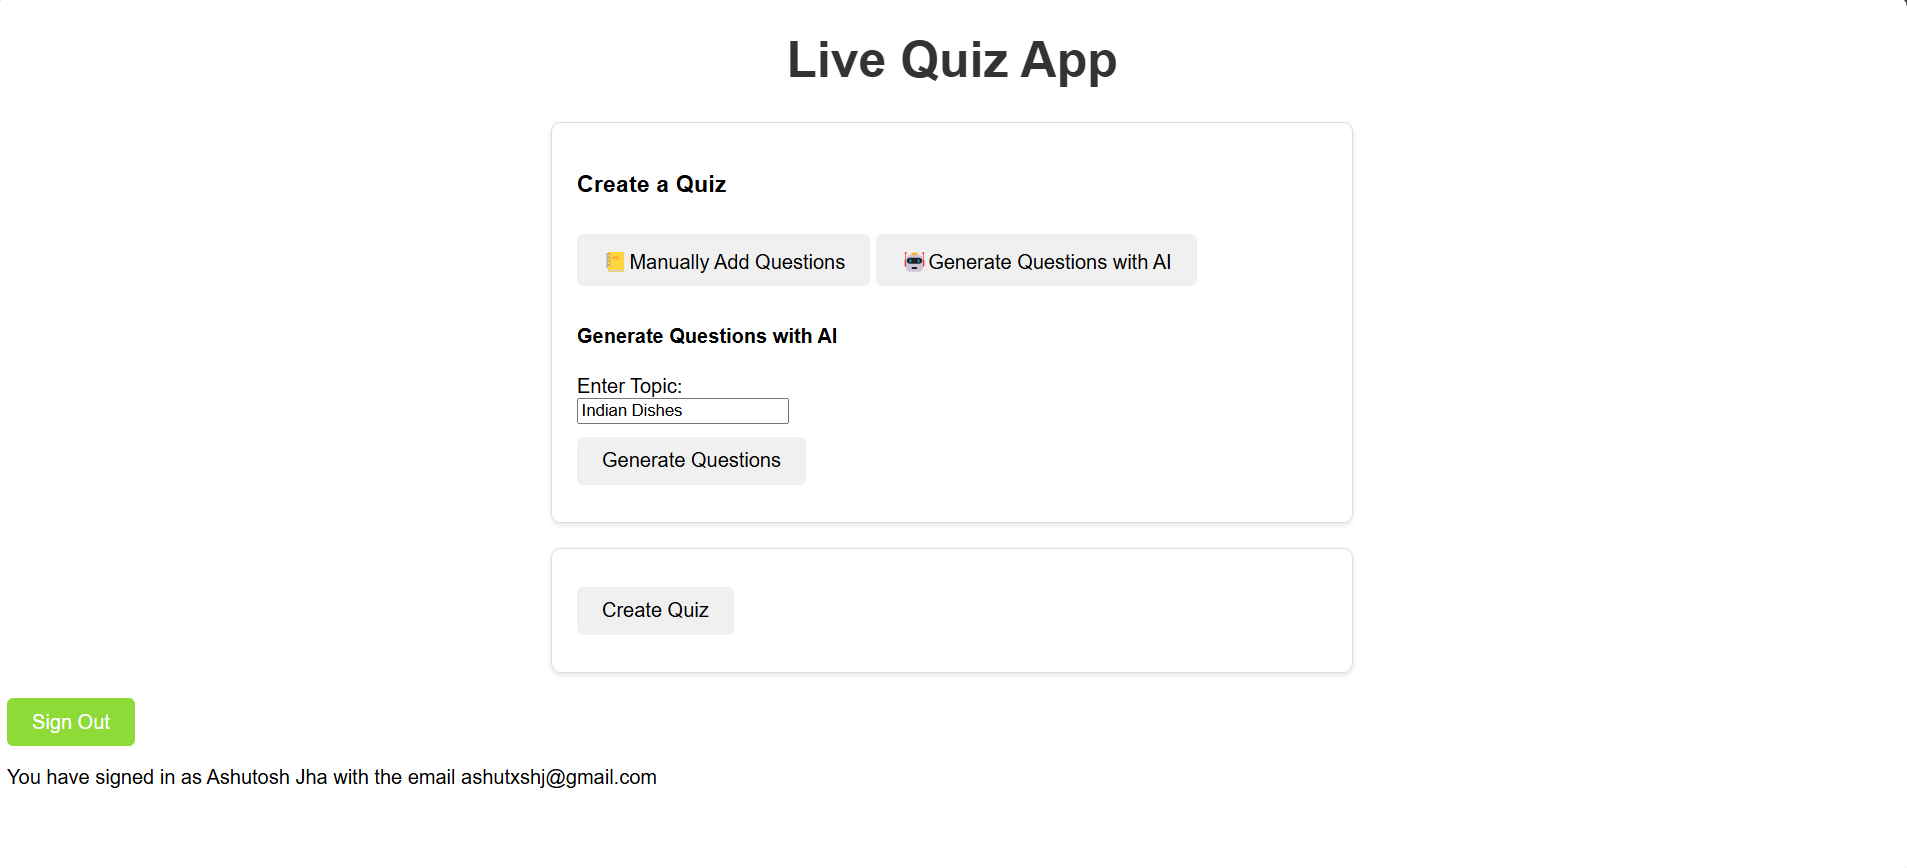 Live Quiz App
Create a Quiz
Manually Add Questions
Generate Questions with AI
Generate Questions with AI
Enter Topic:
Indian Dishes
Generate Questions
Create Quiz
Sign Out
You have signed in as Ashutosh Jha with the email ashutxshj@gmail.com